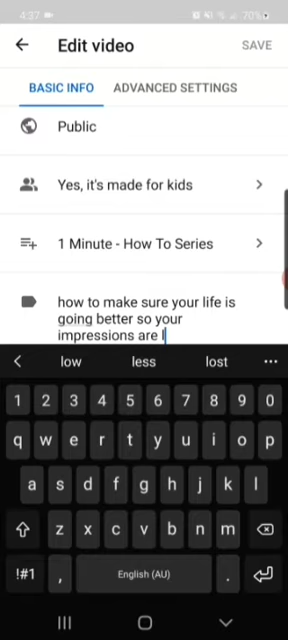 4:37 70%
Edit video SAVE
BASIC INFO ADVANCED SETTINGS
Public
Yes, it's made for kids
1 Minute - How To Series
how to make sure your life is
going better so your
impressions are l
low less lost
1 2 3 4 5 6 7 8 9 0
q w e r t y u i o p
a s d f g h j k l
z x c v b n m
!#1 , English (AU) .